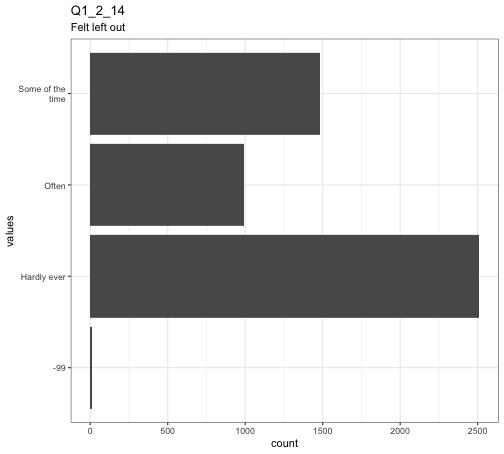 Q1_2_14
Felt left out
Some of the
time
Often
Hardly ever
-99
values
0
500
1000
1500
2000
2500
count